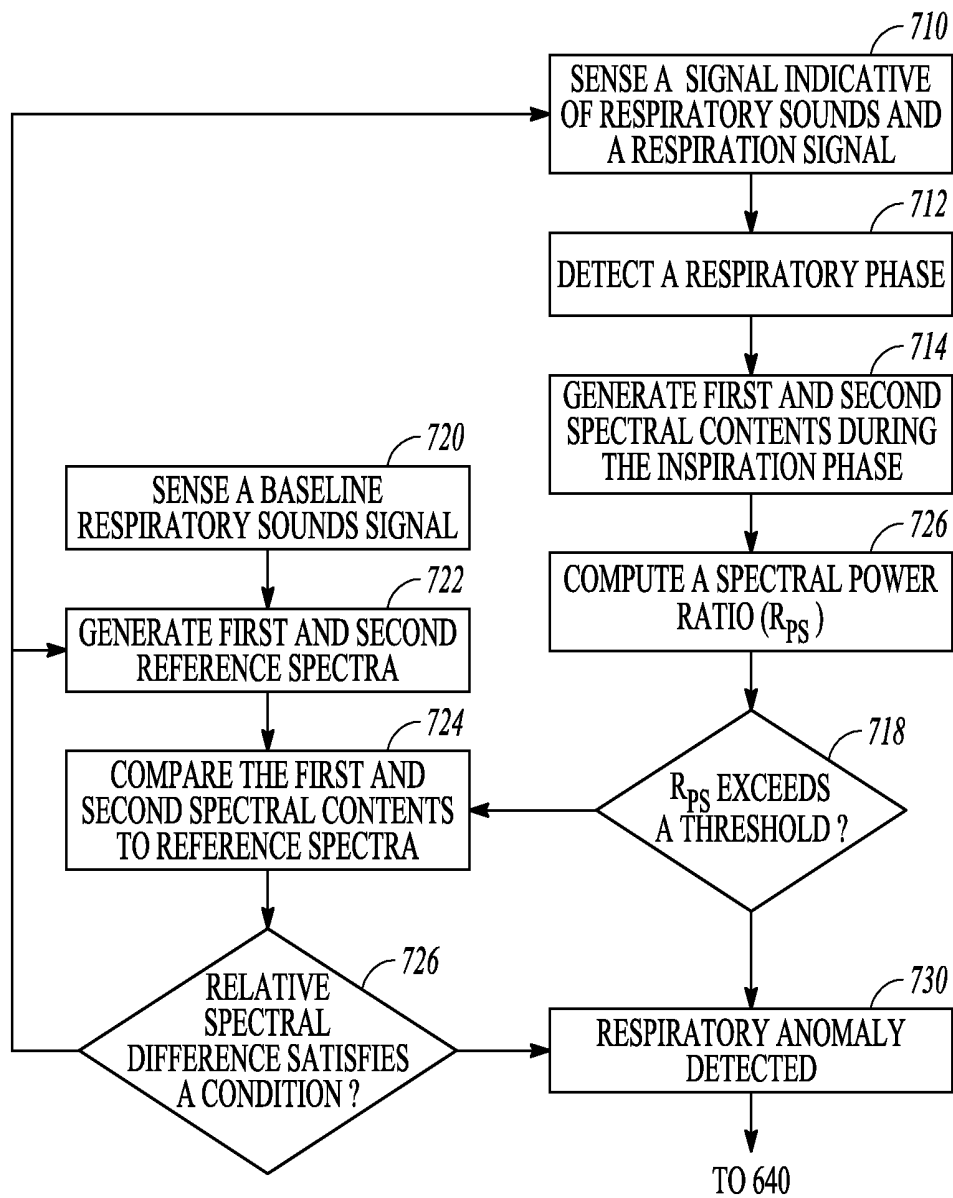 710
SENSE A SIGNAL INDICATIVE
OF RESPIRATORY SOUNDS AND
A RESPIRATION SIGNAL
712
DETECT A RESPIRATORY PHASE
714
GENERATE FIRST AND SECOND
SPECTRAL CONTENTS DURING
THE INSPIRATION PHASE
726
COMPUTE A SPECTRAL POWER
RATIO (RPS )
718
RPS EXCEEDS
A THRESHOLD ?
720
SENSE A BASELINE
RESPIRATORY SOUNDS SIGNAL
722
GENERATE FIRST AND SECOND
REFERENCE SPECTRA
724
COMPARE THE FIRST AND
SECOND SPECTRAL CONTENTS
TO REFERENCE SPECTRA
726
RELATIVE
SPECTRAL
DIFFERENCE SATISFIES
A CONDITION ?
730
RESPIRATORY ANOMALY
DETECTED
TO 640